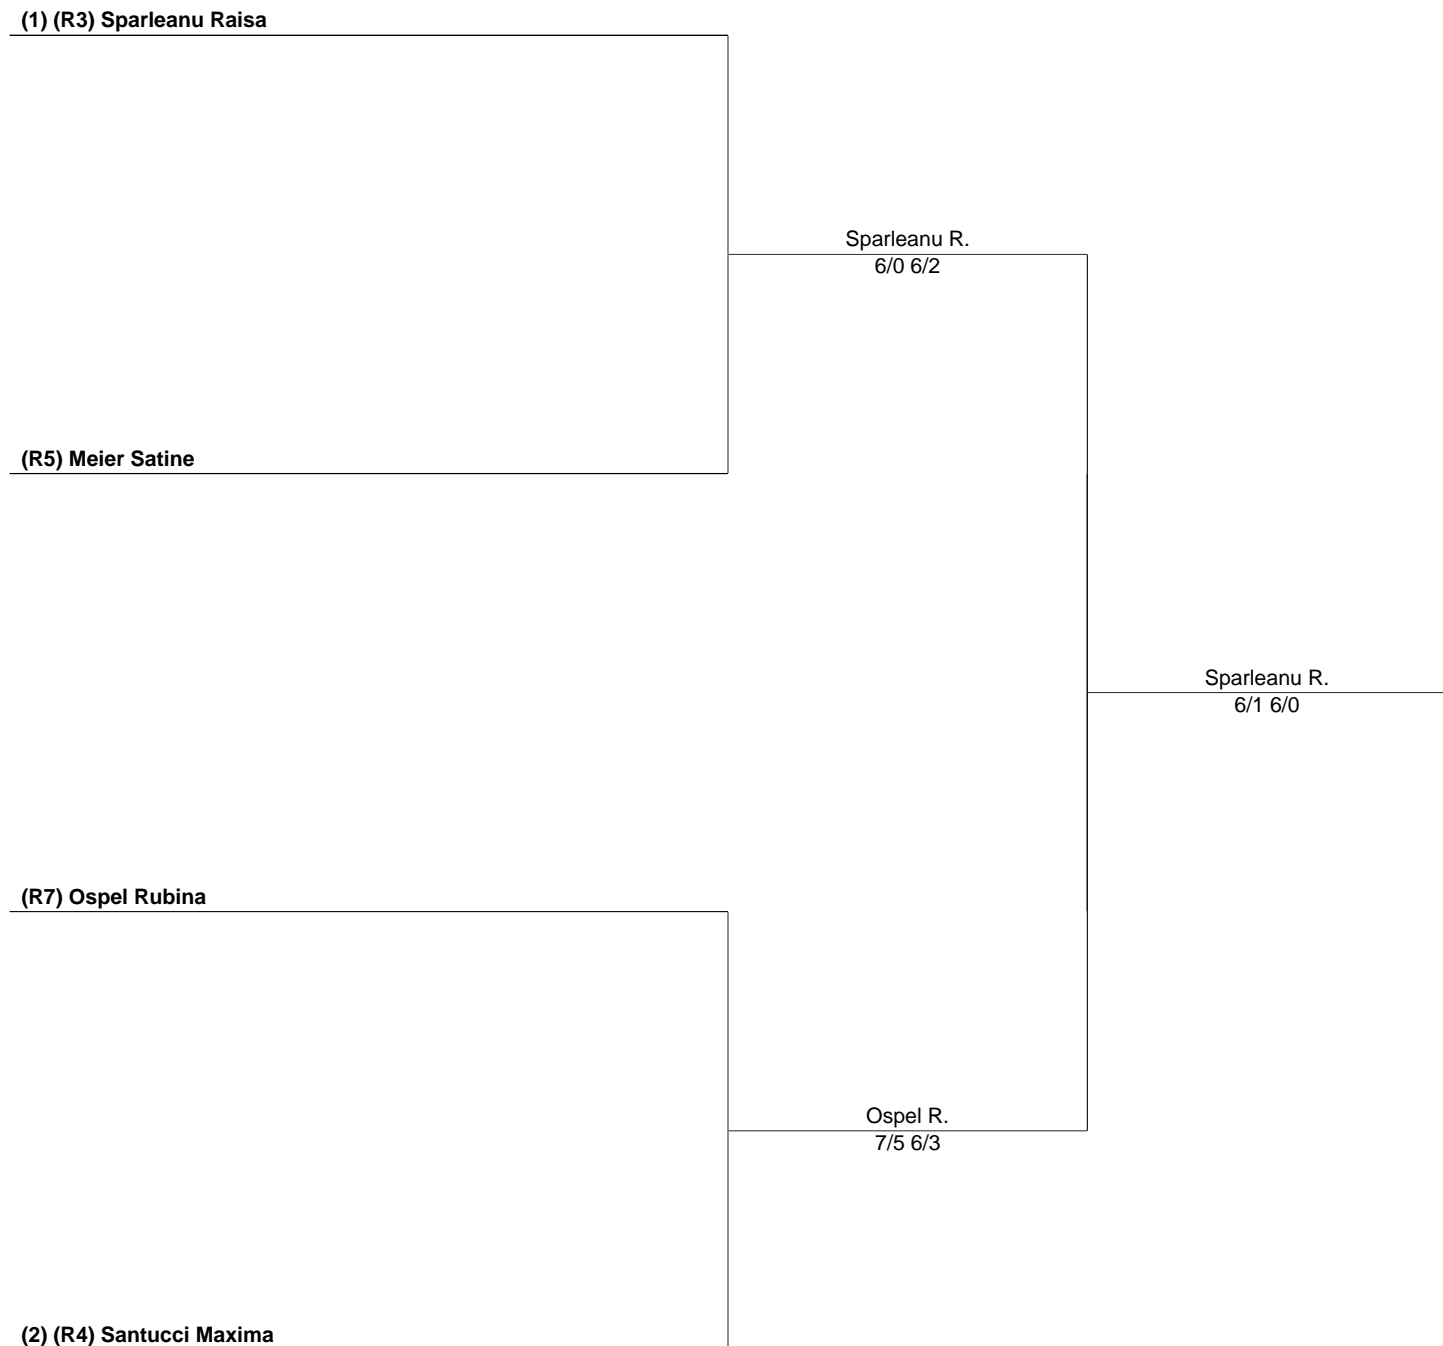 (1) (R3) Sparleanu Raisa
Sparleanu R.
6/0 6/2
(R5) Meier Satine
Sparleanu R.
6/1 6/0
(R7) Ospel Rubina
Ospel R.
7/5 6/3
(2) (R4) Santucci Maxima